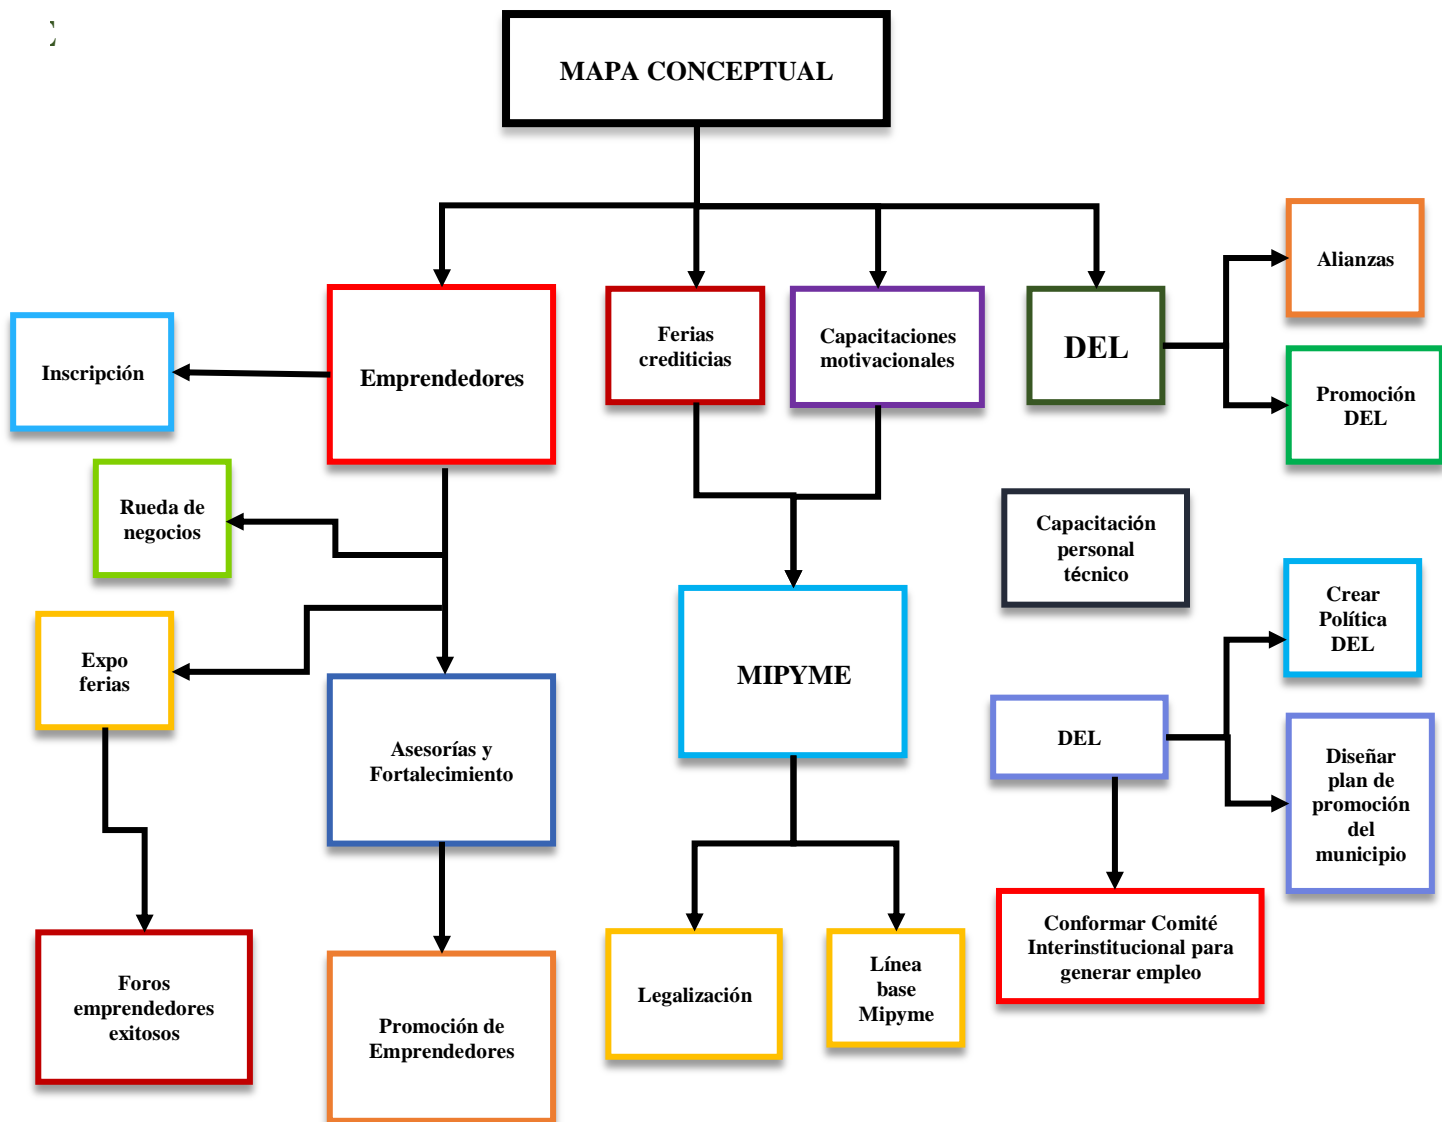 MAPA CONCEPTUAL
Alianzas
Inscripción
Emprendedores
Ferias
crediticias
Capacitaciones
motivacionales
DEL
Promoción
DEL
Rueda de
negocios
Capacitación
personal
técnico
Expo
ferias
Asesorías y
Fortalecimiento
MIPYME
Crear
Política
DEL
DEL
Diseñar
plan de
promoción
del
municipio
Foros
emprendedores
exitosos
Promoción de
Emprendedores
Legalización
Línea
base
Mipyme
Conformar Comité
Interinstitucional para
generar empleo